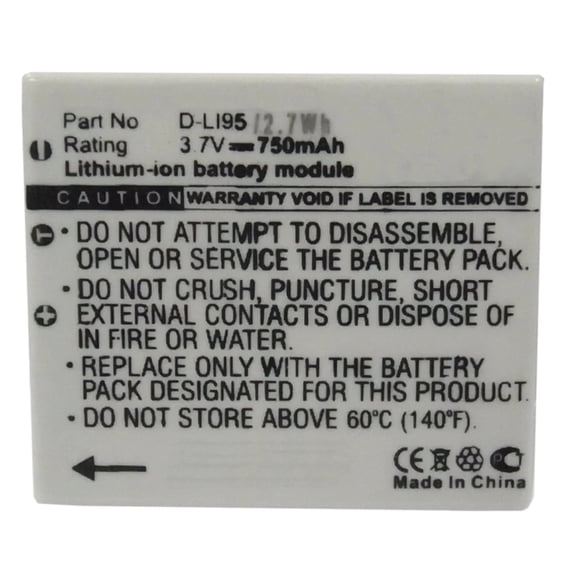 Part No D-LI95 /2.7Wh
Rating 3.7V⎓750mAh
Lithium-ion battery module
CAUTION WARRANTY VOID IF LABEL IS REMOVED
• DO NOT ATTEMPT TO DISASSEMBLE,
OPEN OR SERVICE THE BATTERY PACK.
• DO NOT CRUSH, PUNCTURE, SHORT
EXTERNAL CONTACTS OR DISPOSE OF
IN FIRE OR WATER.
• REPLACE ONLY WITH THE BATTERY
PACK DESIGNATED FOR THIS PRODUCT.
• DO NOT STORE ABOVE 60°C (140°F).
CE
Made In China